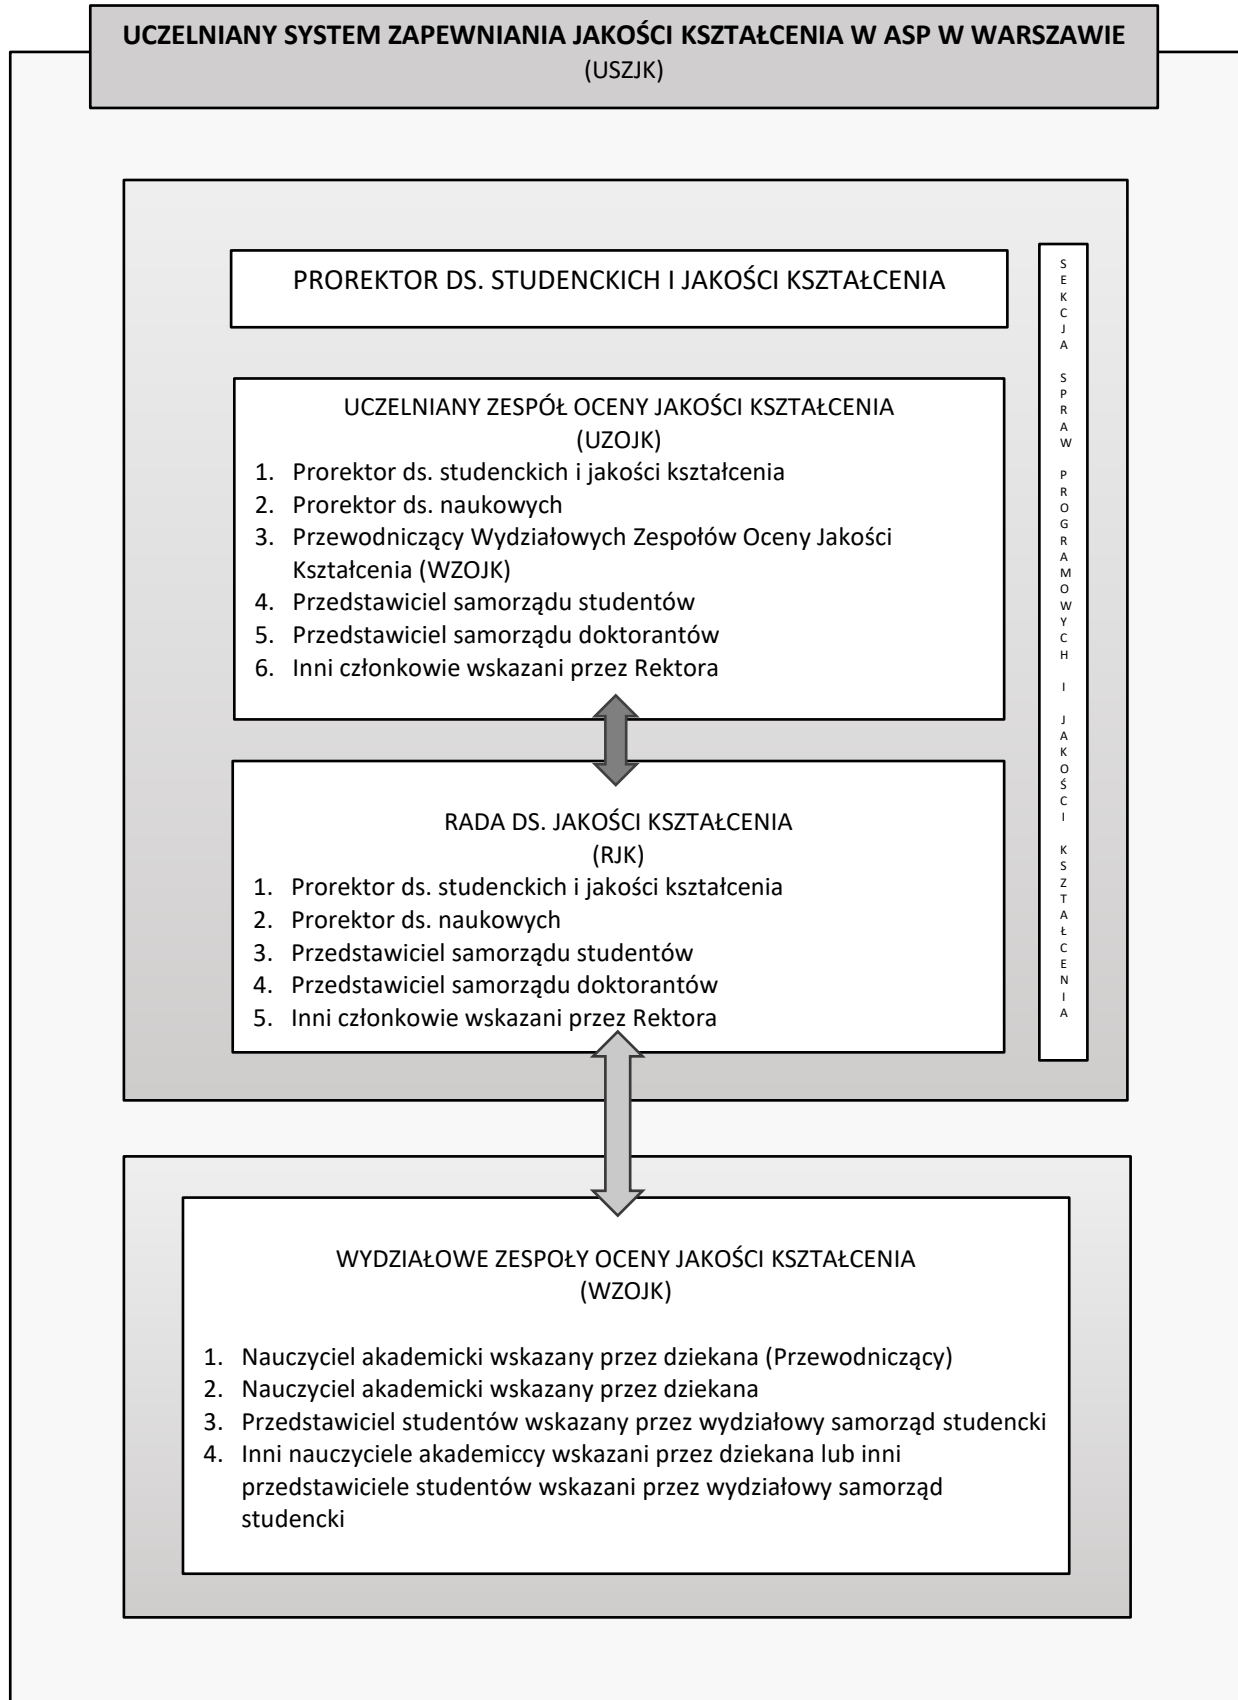 UCZELNIANY SYSTEM ZAPEWNIANIA JAKOŚCI KSZTAŁCENIA W ASP W WARSZAWIE
(USZJK)
PROREKTOR DS. STUDENCKICH I JAKOŚCI KSZTAŁCENIA
UCZELNIANY ZESPÓŁ OCENY JAKOŚCI KSZTAŁCENIA
(UZOJK)
1. Prorektor ds. studenckich i jakości kształcenia
2. Prorektor ds. naukowych
3. Przewodniczący Wydziałowych Zespołów Oceny Jakości
Kształcenia (WZOJK)
4. Przedstawiciel samorządu studentów
5. Przedstawiciel samorządu doktorantów
6. Inni członkowie wskazani przez Rektora
RADA DS. JAKOŚCI KSZTAŁCENIA
(RJK)
1. Prorektor ds. studenckich i jakości kształcenia
2. Prorektor ds. naukowych
3. Przedstawiciel samorządu studentów
4. Przedstawiciel samorządu doktorantów
5. Inni członkowie wskazani przez Rektora
SEKCJA SPRAW PROGRAMOWYCH I JAKOŚCI KSZTAŁCENIA
WYDZIAŁOWE ZESPOŁY OCENY JAKOŚCI KSZTAŁCENIA
(WZOJK)
1. Nauczyciel akademicki wskazany przez dziekana (Przewodniczący)
2. Nauczyciel akademicki wskazany przez dziekana
3. Przedstawiciel studentów wskazany przez wydziałowy samorząd studencki
4. Inni nauczyciele akademiccy wskazani przez dziekana lub inni
przedstawiciele studentów wskazani przez wydziałowy samorząd
studencki